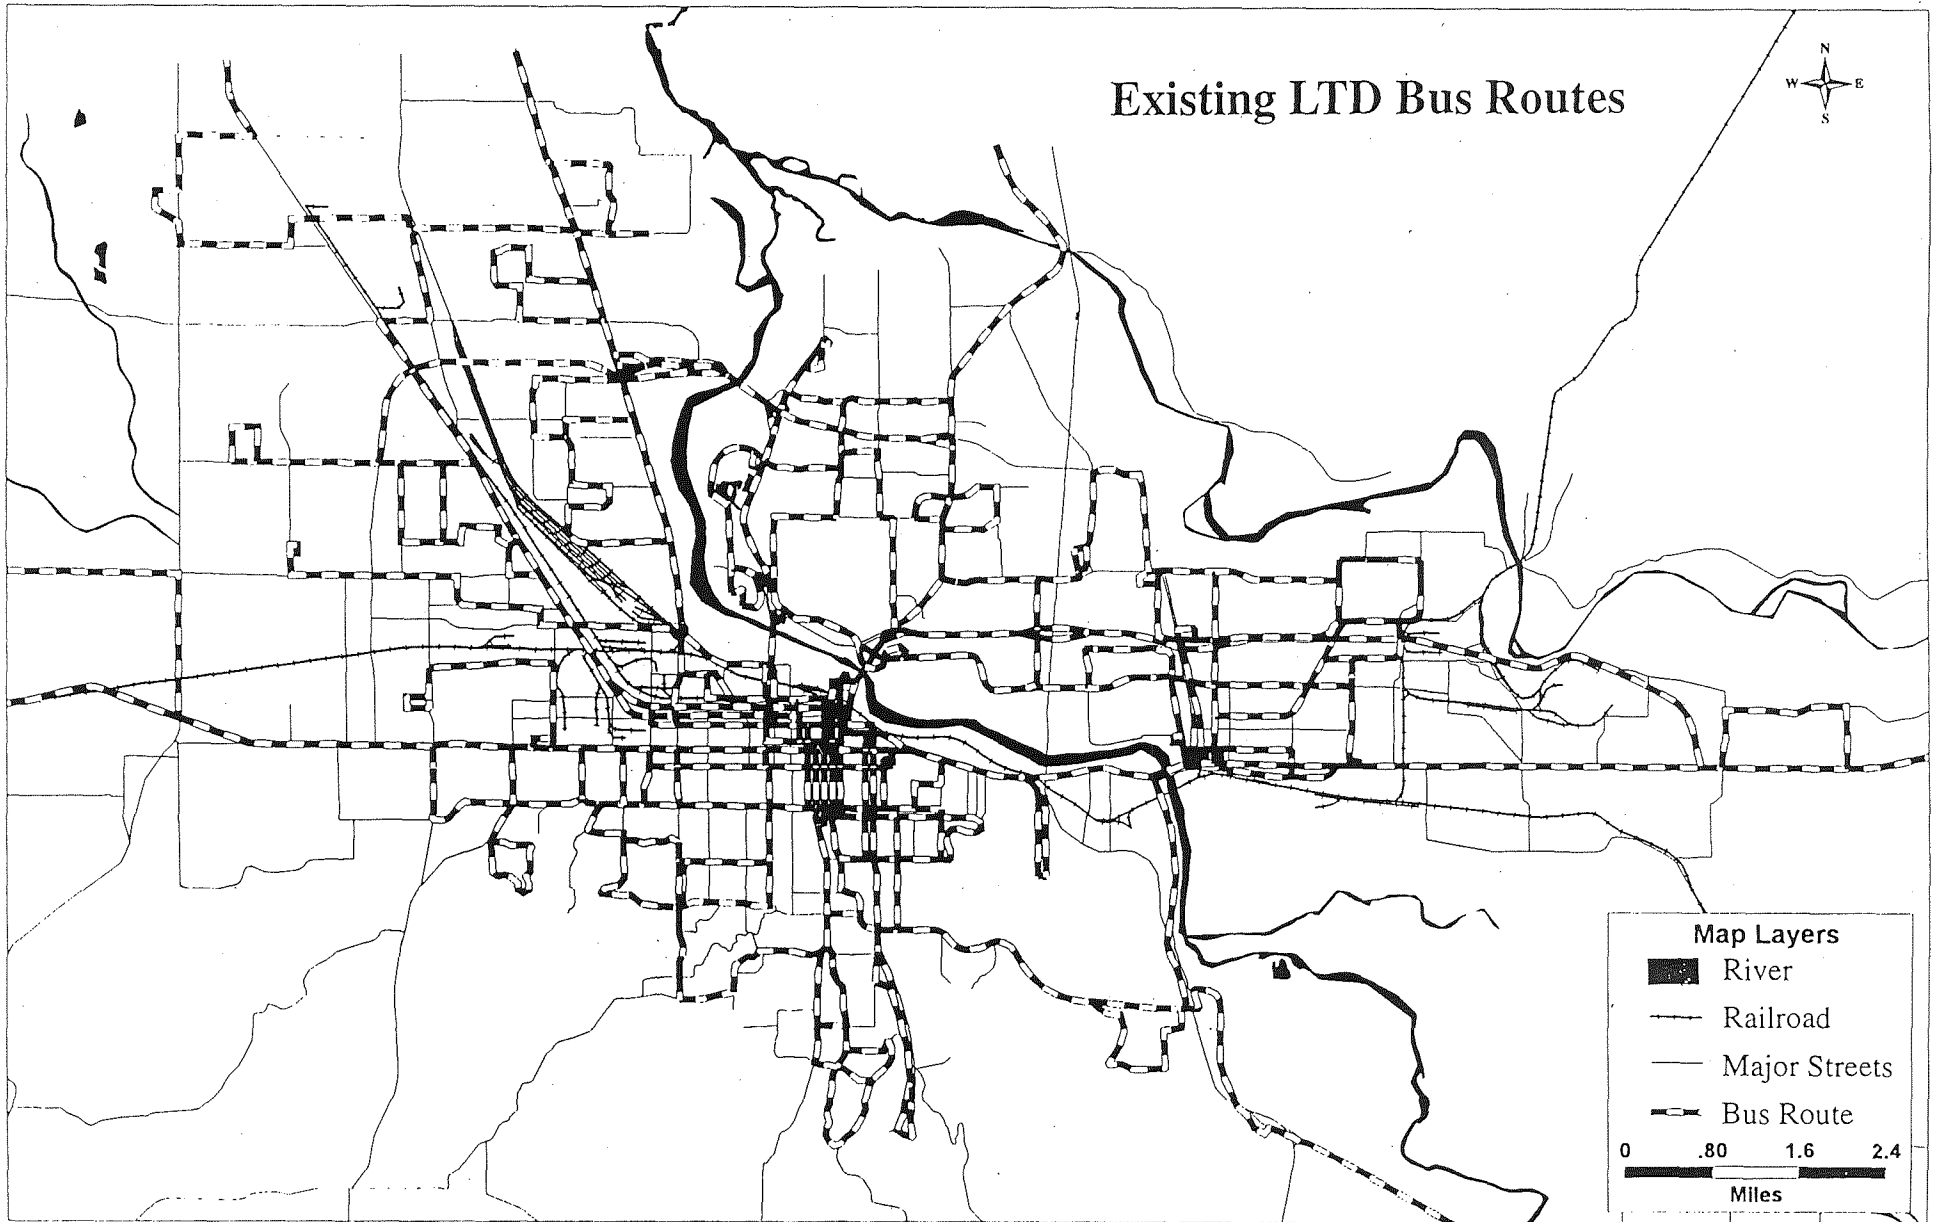 Existing LTD Bus Routes
N
W E
S
Map Layers
River
Railroad
Major Streets
Bus Route
0 .80 1.6 2.4
Miles